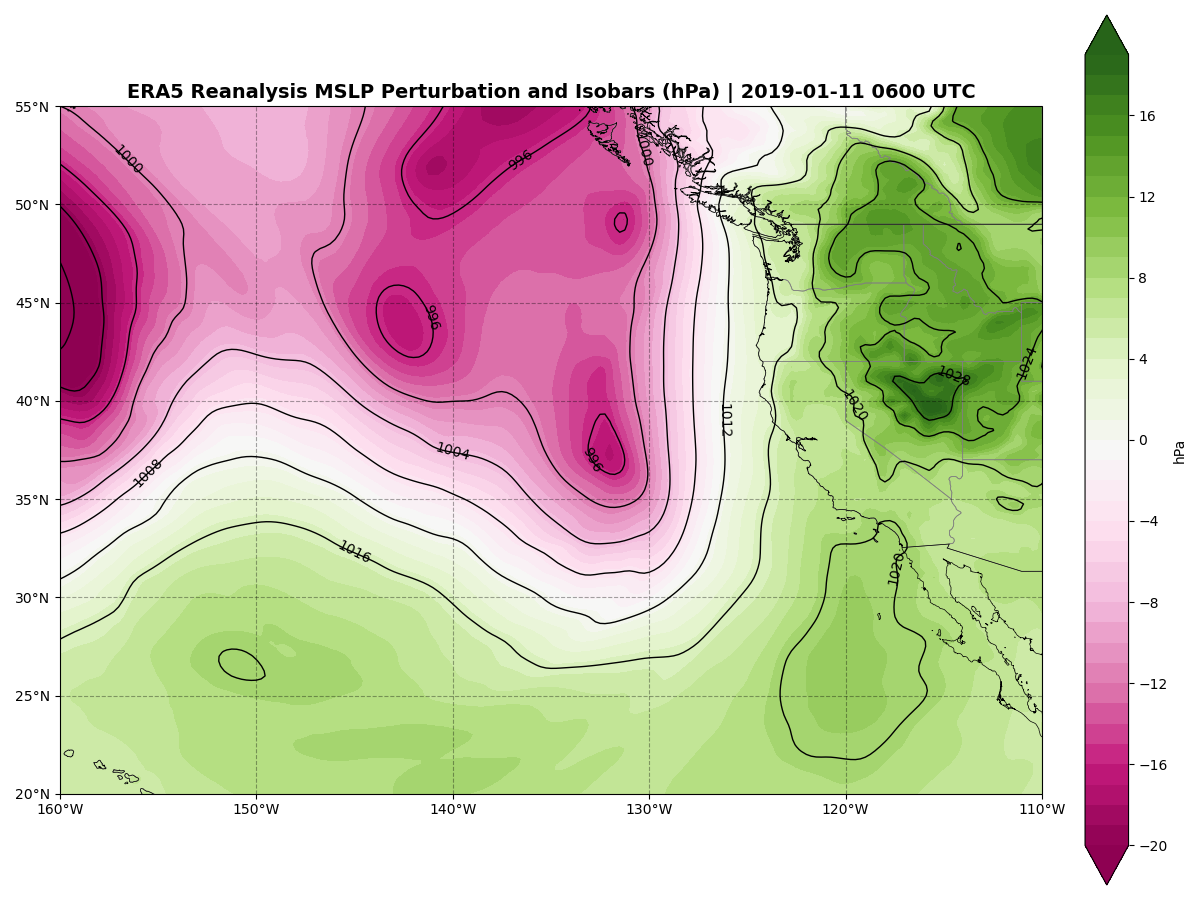 ERA5 Reanalysis MSLP Perturbation and Isobars (hPa) | 2019-01-11 0600 UTC
55°N
50°N
45°N
40°N
35°N
30°N
25°N
20°N
160°W
150°W
140°W
130°W
120°W
110°W
1000
996
1000
996
1004
996
1008
1012
1016
1020
1020
1028
1024
16
12
8
4
0
−4
−8
−12
−16
−20
hPa